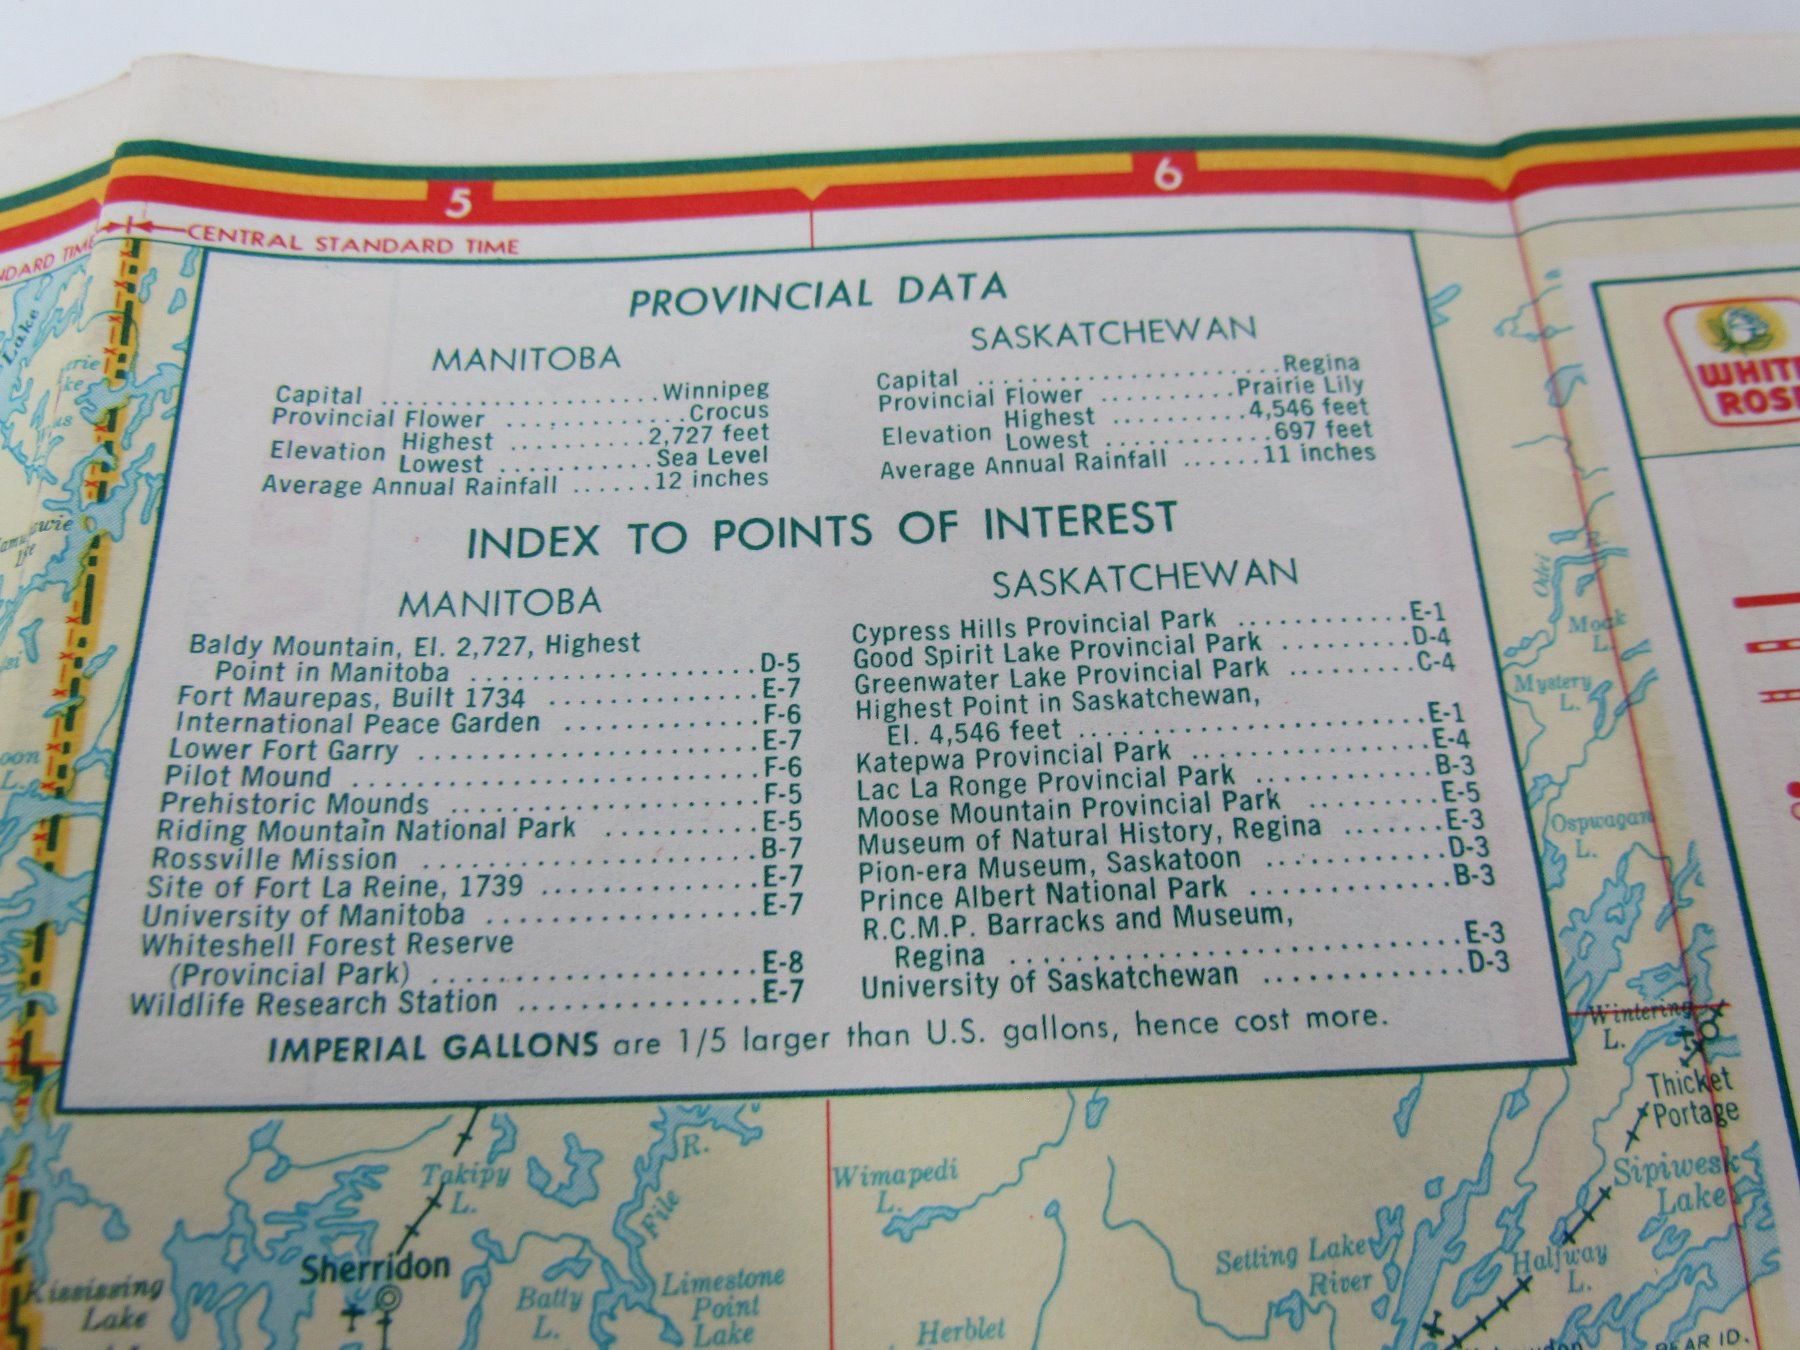 5
6
NDARD TIME
CENTRAL STANDARD TIME
PROVINCIAL DATA
MANITOBA
Capital ..................... Winnipeg
Provincial Flower ............. Crocus
Elevation Highest .......... 2,727 feet
Lowest ........... Sea Level
Average Annual Rainfall ...... 12 inches
SASKATCHEWAN
Capital ....................... Regina
Provincial Flower .......... Prairie Lily
Elevation Highest .......... 4,546 feet
Lowest ............. 697 feet
Average Annual Rainfall ...... 11 inches
INDEX TO POINTS OF INTEREST
MANITOBA
Baldy Mountain, El. 2,727, Highest
Point in Manitoba .................... D-5
Fort Maurepas, Built 1734 .............. E-7
International Peace Garden ............. F-6
Lower Fort Garry ........................ E-7
Pilot Mound ............................. F-6
Prehistoric Mounds ..................... F-5
Riding Mountain National Park .......... E-5
Rossville Mission ....................... B-7
Site of Fort La Reine, 1739 .............. E-7
University of Manitoba .................. E-7
Whiteshell Forest Reserve
(Provincial Park) ...................... E-8
Wildlife Research Station ................ E-7
SASKATCHEWAN
Cypress Hills Provincial Park ............ E-1
Good Spirit Lake Provincial Park ......... D-4
Greenwater Lake Provincial Park ......... C-4
Highest Point in Saskatchewan,
El. 4,546 feet ......................... E-1
Katepwa Provincial Park ................. E-4
Lac La Ronge Provincial Park ............ B-3
Moose Mountain Provincial Park ......... E-5
Museum of Natural History, Regina ....... E-3
Pion-era Museum, Saskatoon ............ D-3
Prince Albert National Park .............. B-3
R.C.M.P. Barracks and Museum,
Regina .............................. E-3
University of Saskatchewan .............. D-3
IMPERIAL GALLONS are 1/5 larger than U.S. gallons, hence cost more.
WHITE
ROSE
Lake
Odei
R.
Mystery
L.
Ospwagan
L.
Wintering
L.
Thicket
Portage
Sipiwesk
Lake
Halfway
L.
Setting Lake
River
Wimapedi
L.
Herblet
Takipy
L.
File
R.
Sherridon
Kississing
Lake
Batty
L.
Limestone
Point
Lake